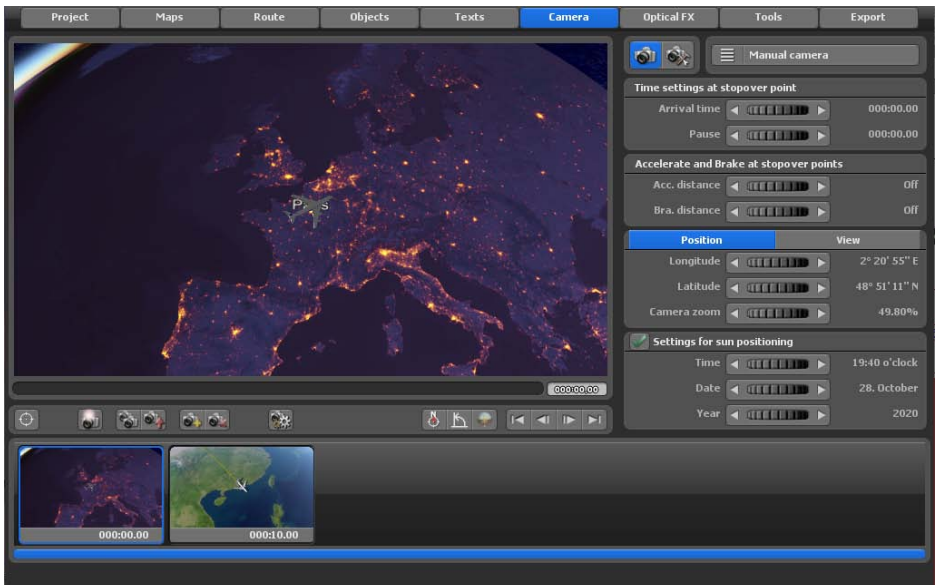 Project Maps Route Objects Texts Camera Optical FX Tools Export
Manual camera
Time settings at stopover point
Arrival time 000:00.00
Pause 000:00.00
Accelerate and Brake at stopover points
Acc. distance Off
Bra. distance Off
Position View
Longitude 2° 20' 55" E
Latitude 48° 51' 11" N
Camera zoom 49.80%
Settings for sun positioning
Time 19:40 o'clock
Date 28. October
Year 2020
000:00.00
000:00.00 000:10.00